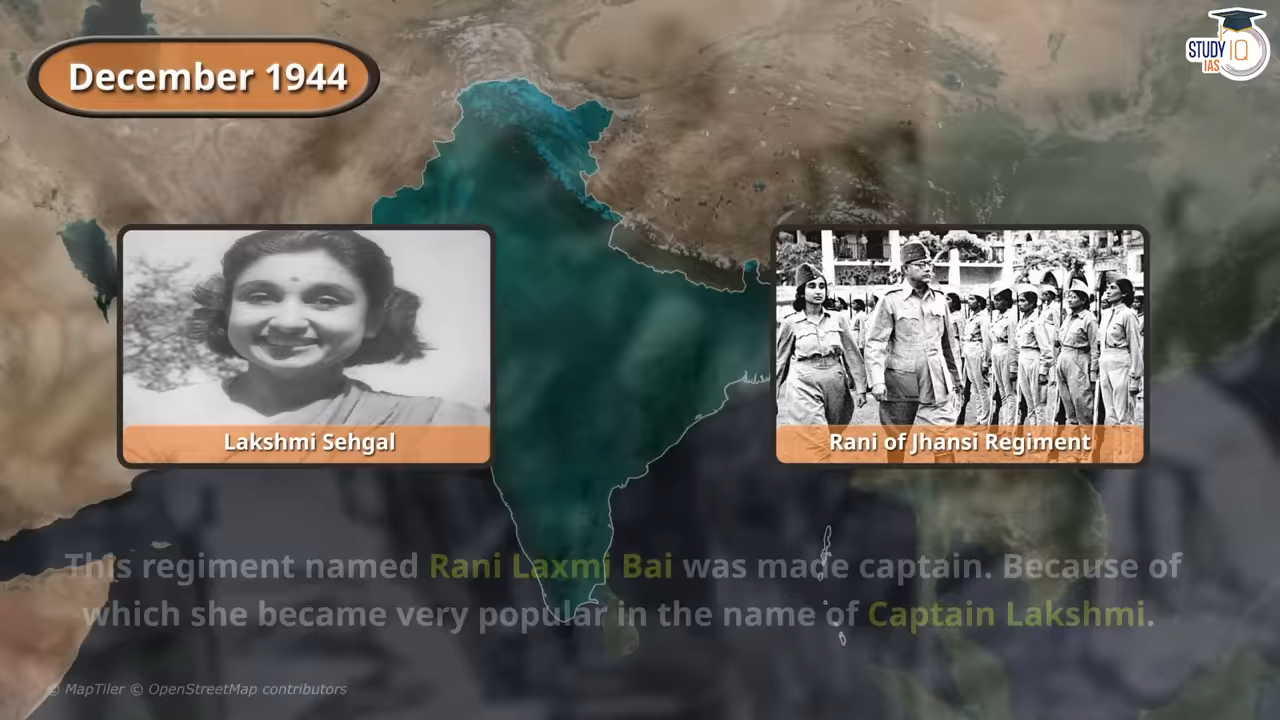 December 1944
STUDY IQ
IAS
Lakshmi Sehgal
Rani of Jhansi Regiment
This regiment named Rani Laxmi Bai was made captain. Because of
which she became very popular in the name of Captain Lakshmi.
© MapTiler © OpenStreetMap contributors